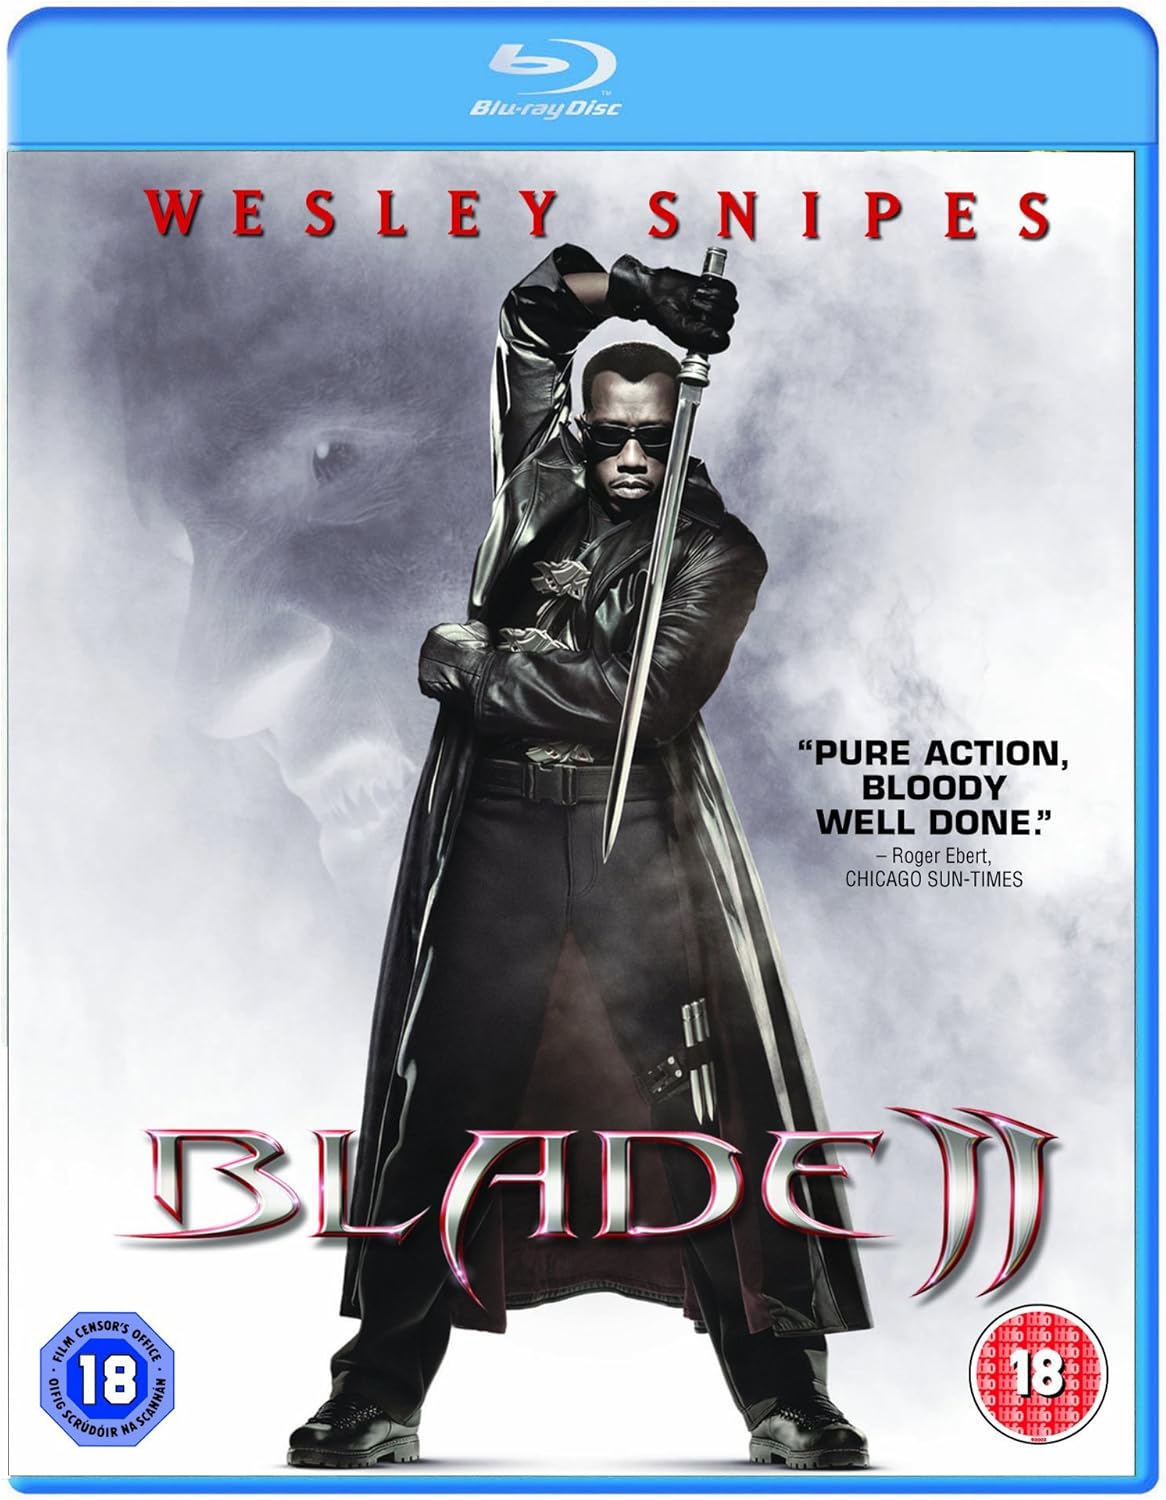 Blu-ray Disc™
WESLEY SNIPES
“PURE ACTION,
BLOODY
WELL DONE.”
– Roger Ebert,
CHICAGO SUN-TIMES
BLADE II
· FILM CENSOR'S OFFICE ·
18
OIFIG SCRÚDÓIR NA SCANNÁN
18